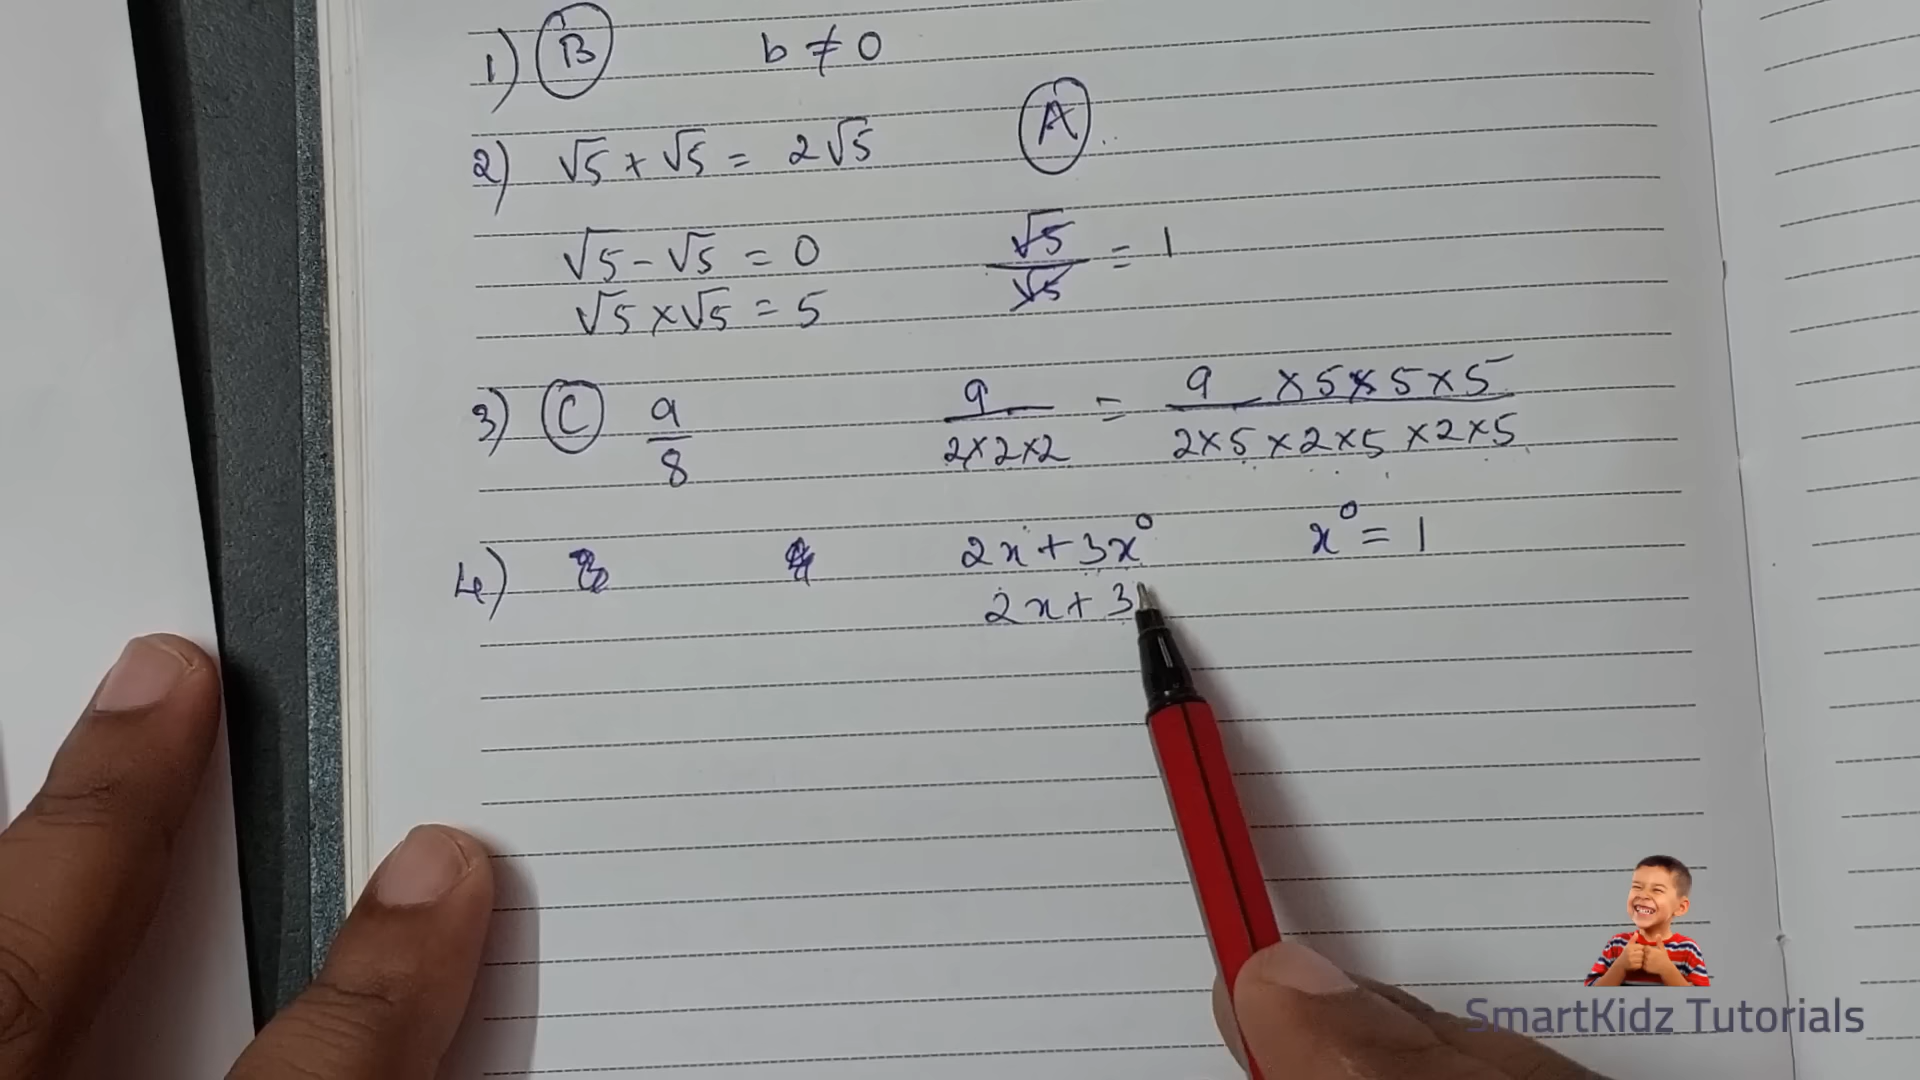 1) B b ≠ 0
2) √5 + √5 = 2√5 A
√5 - √5 = 0 √5/√5 = 1
√5 × √5 = 5
3) C 9/8 9/2×2×2 = 9 ×5×5×5/2×5×2×5×2×5
4) 2x + 3x⁰ x⁰ = 1
2x + 3
SmartKidz Tutorials